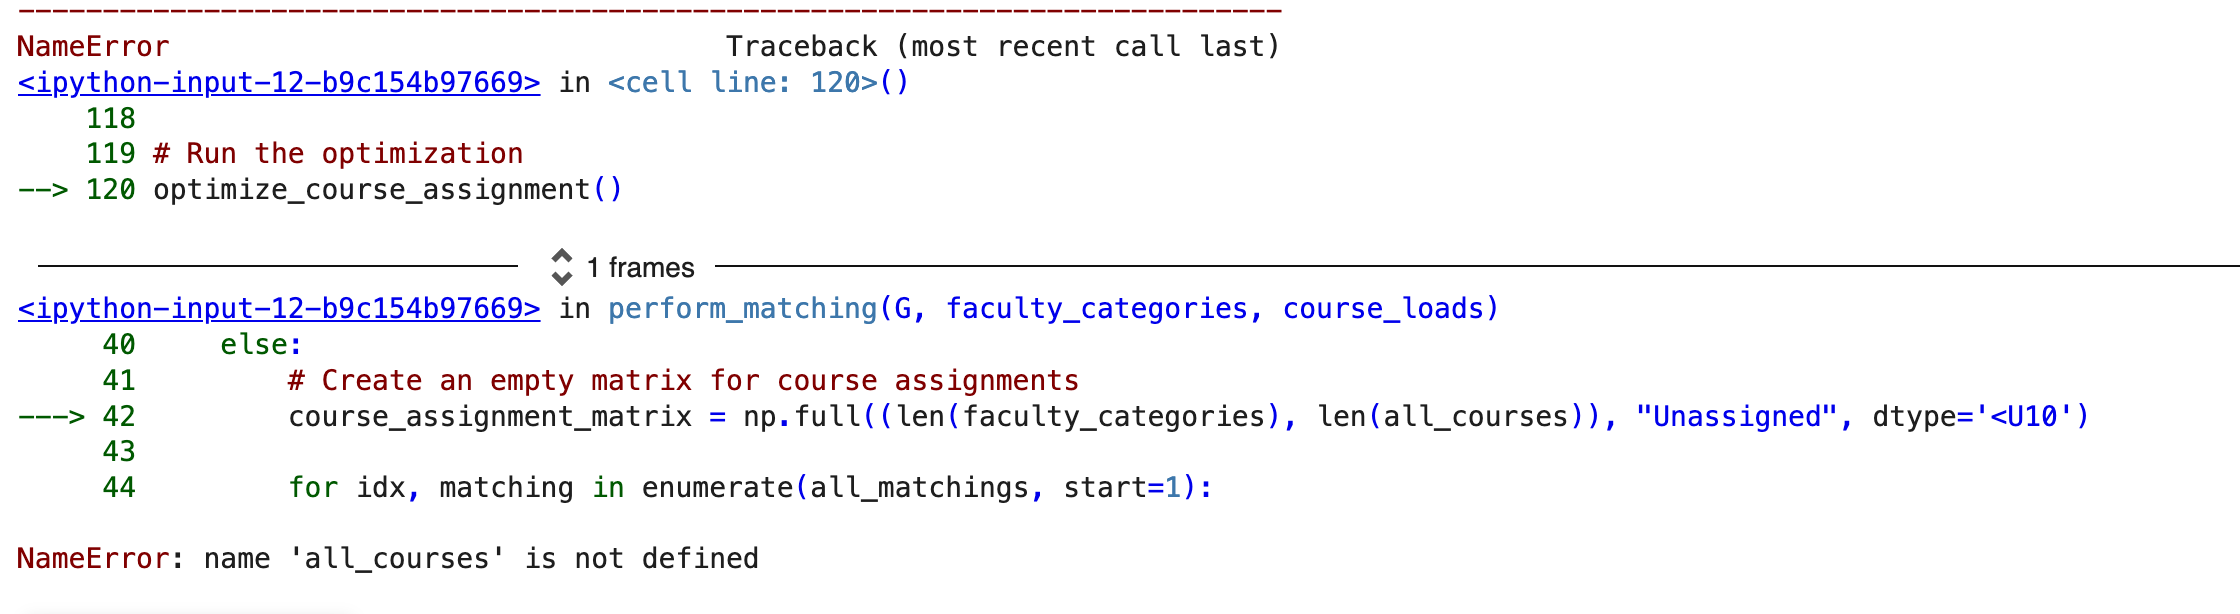 ---------------------------------------------------------------------------
NameError                                 Traceback (most recent call last)
<ipython-input-12-b9c154b97669> in <cell line: 120>()
    118
    119 # Run the optimization
--> 120 optimize_course_assignment()
1 frames
<ipython-input-12-b9c154b97669> in perform_matching(G, faculty_categories, course_loads)
     40     else:
     41         # Create an empty matrix for course assignments
---> 42         course_assignment_matrix = np.full((len(faculty_categories), len(all_courses)), "Unassigned", dtype='<U10')
     43
     44         for idx, matching in enumerate(all_matchings, start=1):
NameError: name 'all_courses' is not defined